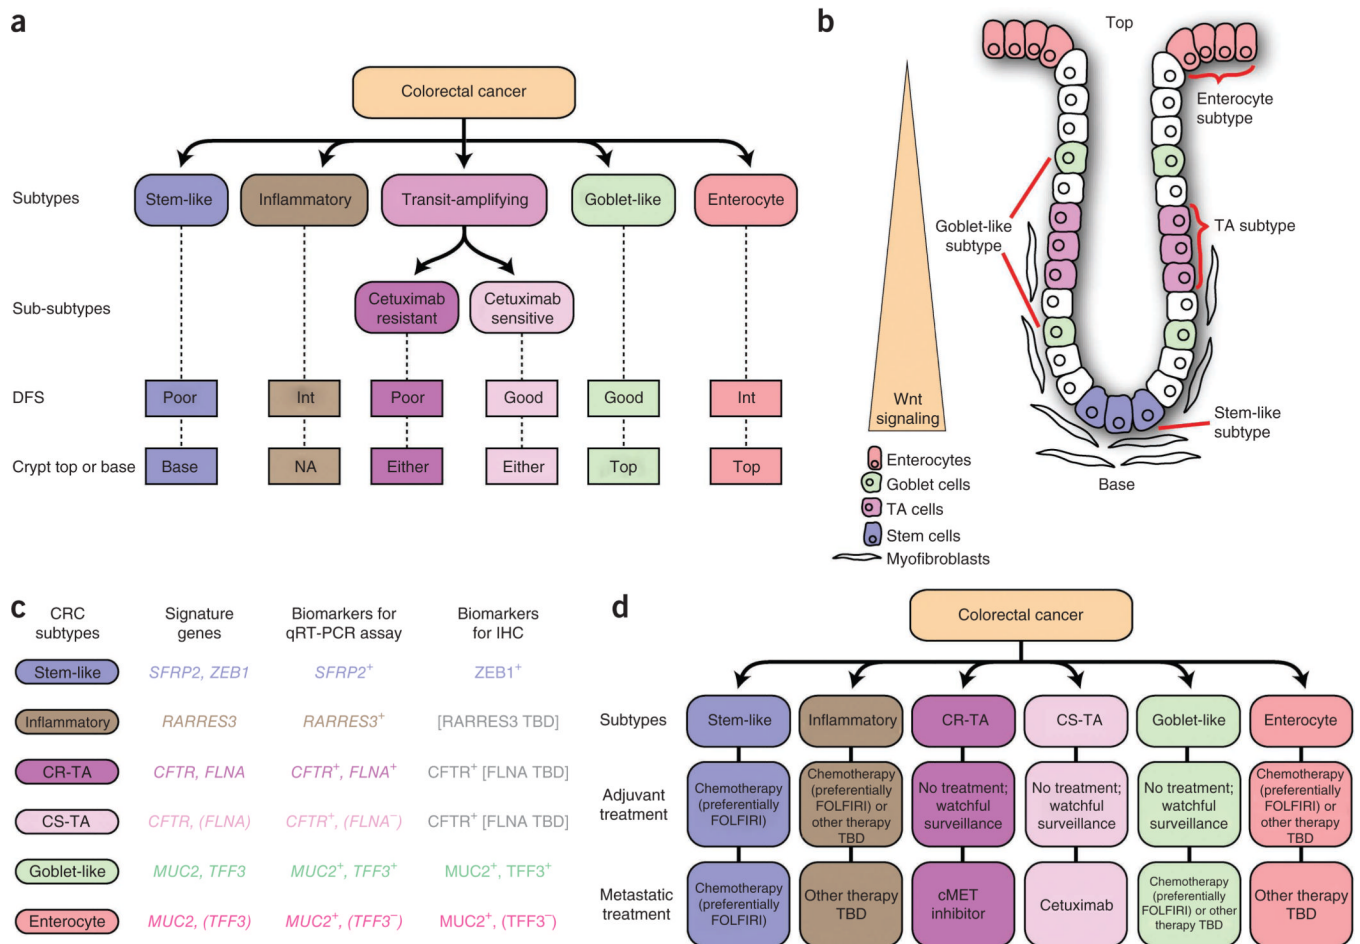 a
Colorectal cancer
Subtypes
Stem-like
Inflammatory
Transit-amplifying
Goblet-like
Enterocyte
Sub-subtypes
Cetuximab
resistant
Cetuximab
sensitive
DFS
Poor
Int
Poor
Good
Good
Int
Crypt top or base
Base
NA
Either
Either
Top
Top
b
Top
Enterocyte
subtype
Goblet-like
subtype
TA subtype
Wnt
signaling
Stem-like
subtype
Base
Enterocytes
Goblet cells
TA cells
Stem cells
Myofibroblasts
c
CRC
subtypes
Signature
genes
Biomarkers for
qRT-PCR assay
Biomarkers
for IHC
Stem-like
SFRP2, ZEB1
SFRP2⁺
ZEB1⁺
Inflammatory
RARRES3
RARRES3⁺
[RARRES3 TBD]
CR-TA
CFTR, FLNA
CFTR⁺, FLNA⁺
CFTR⁺ [FLNA TBD]
CS-TA
CFTR, (FLNA)
CFTR⁺, (FLNA⁻)
CFTR⁺ [FLNA TBD]
Goblet-like
MUC2, TFF3
MUC2⁺, TFF3⁺
MUC2⁺, TFF3⁺
Enterocyte
MUC2, (TFF3)
MUC2⁺, (TFF3⁻)
MUC2⁺, (TFF3⁻)
d
Colorectal cancer
Subtypes
Stem-like
Inflammatory
CR-TA
CS-TA
Goblet-like
Enterocyte
Adjuvant
treatment
Chemotherapy
(preferentially
FOLFIRI)
Chemotherapy
(preferentially
FOLFIRI) or
other therapy
TBD
No treatment;
watchful
surveillance
No treatment;
watchful
surveillance
No treatment;
watchful
surveillance
Chemotherapy
(preferentially
FOLFIRI) or
other therapy
TBD
Metastatic
treatment
Chemotherapy
(preferentially
FOLFIRI)
Other therapy
TBD
cMET
inhibitor
Cetuximab
Chemotherapy
(preferentially
FOLFIRI) or other
therapy TBD
Other therapy
TBD